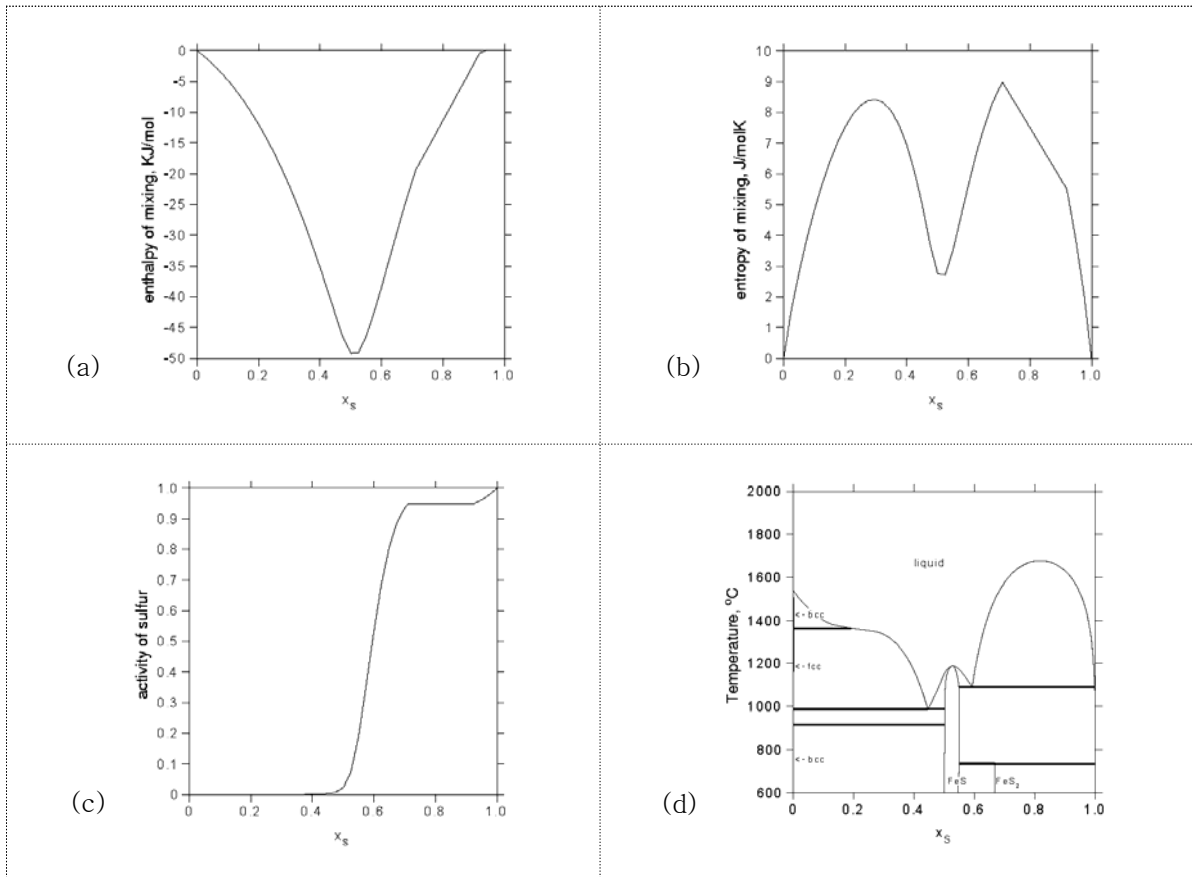 0
-5
-10
-15
-20
-25
-30
-35
-40
-45
-50
enthalpy of mixing, KJ/mol
0 0.2 0.4 0.6 0.8 1.0
x_s
(a)
10
9
8
7
6
5
4
3
2
1
0
entropy of mixing, J/molK
0 0.2 0.4 0.6 0.8 1.0
x_s
(b)
1.0
0.9
0.8
0.7
0.6
0.5
0.4
0.3
0.2
0.1
0
activity of sulfur
0 0.2 0.4 0.6 0.8 1.0
x_s
(c)
2000
1800
1600
1400
1200
1000
800
600
Temperature, °C
liquid
<-bcc
<-fcc
<-bcc
FeS FeS₂
0 0.2 0.4 0.6 0.8 1.0
x_S
(d)